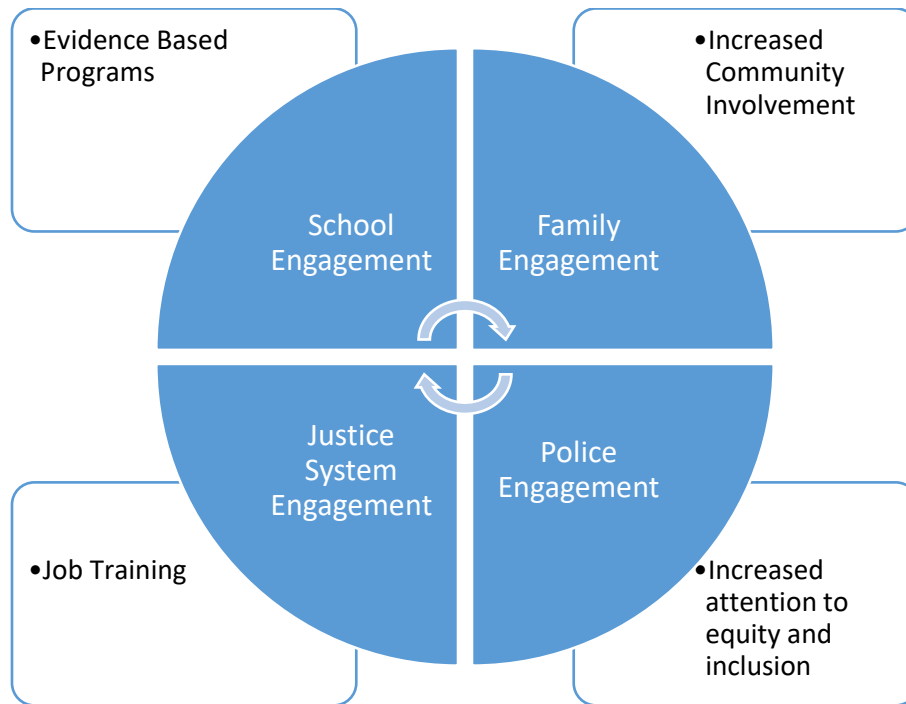 •Evidence Based
Programs
•Increased
Community
Involvement
School
Engagement
Family
Engagement
Justice
System
Engagement
Police
Engagement
•Job Training
•Increased
attention to
equity and
inclusion